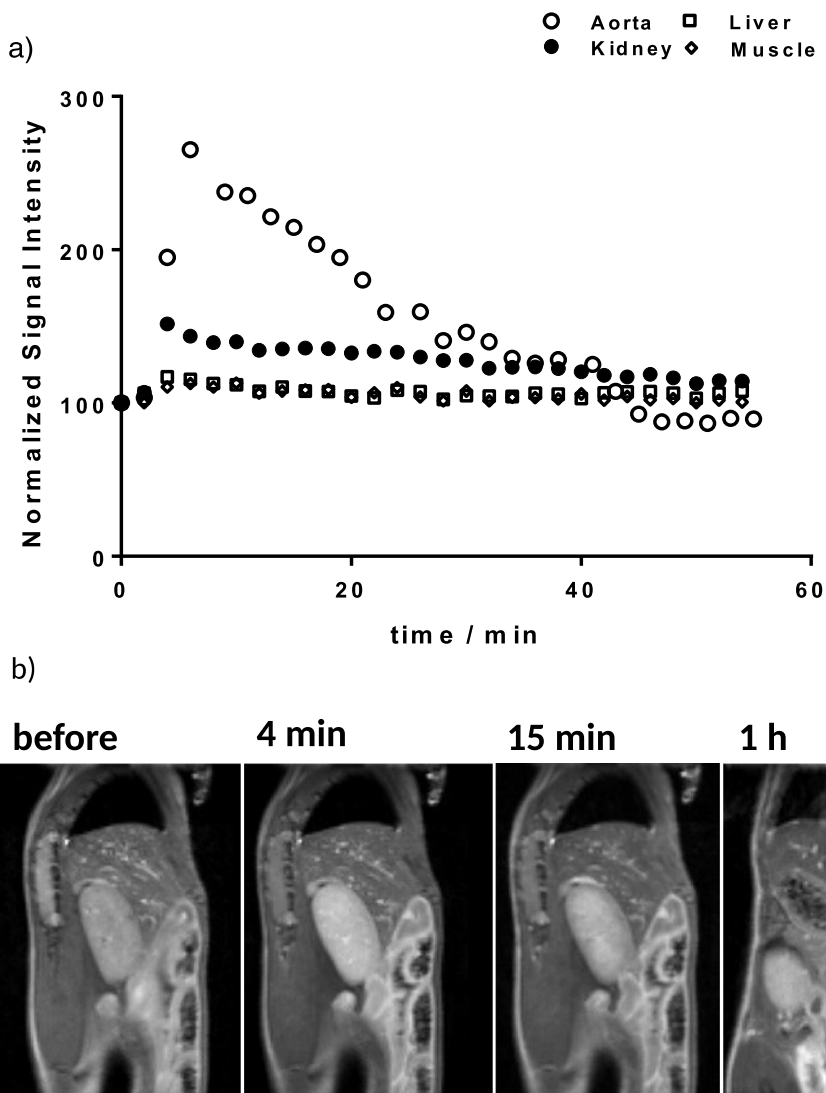 Aorta Liver
a) Kidney Muscle
300
200
100
0
Normalized Signal Intensity
0 20 40 60
time / min
b)
before 4 min 15 min 1 h